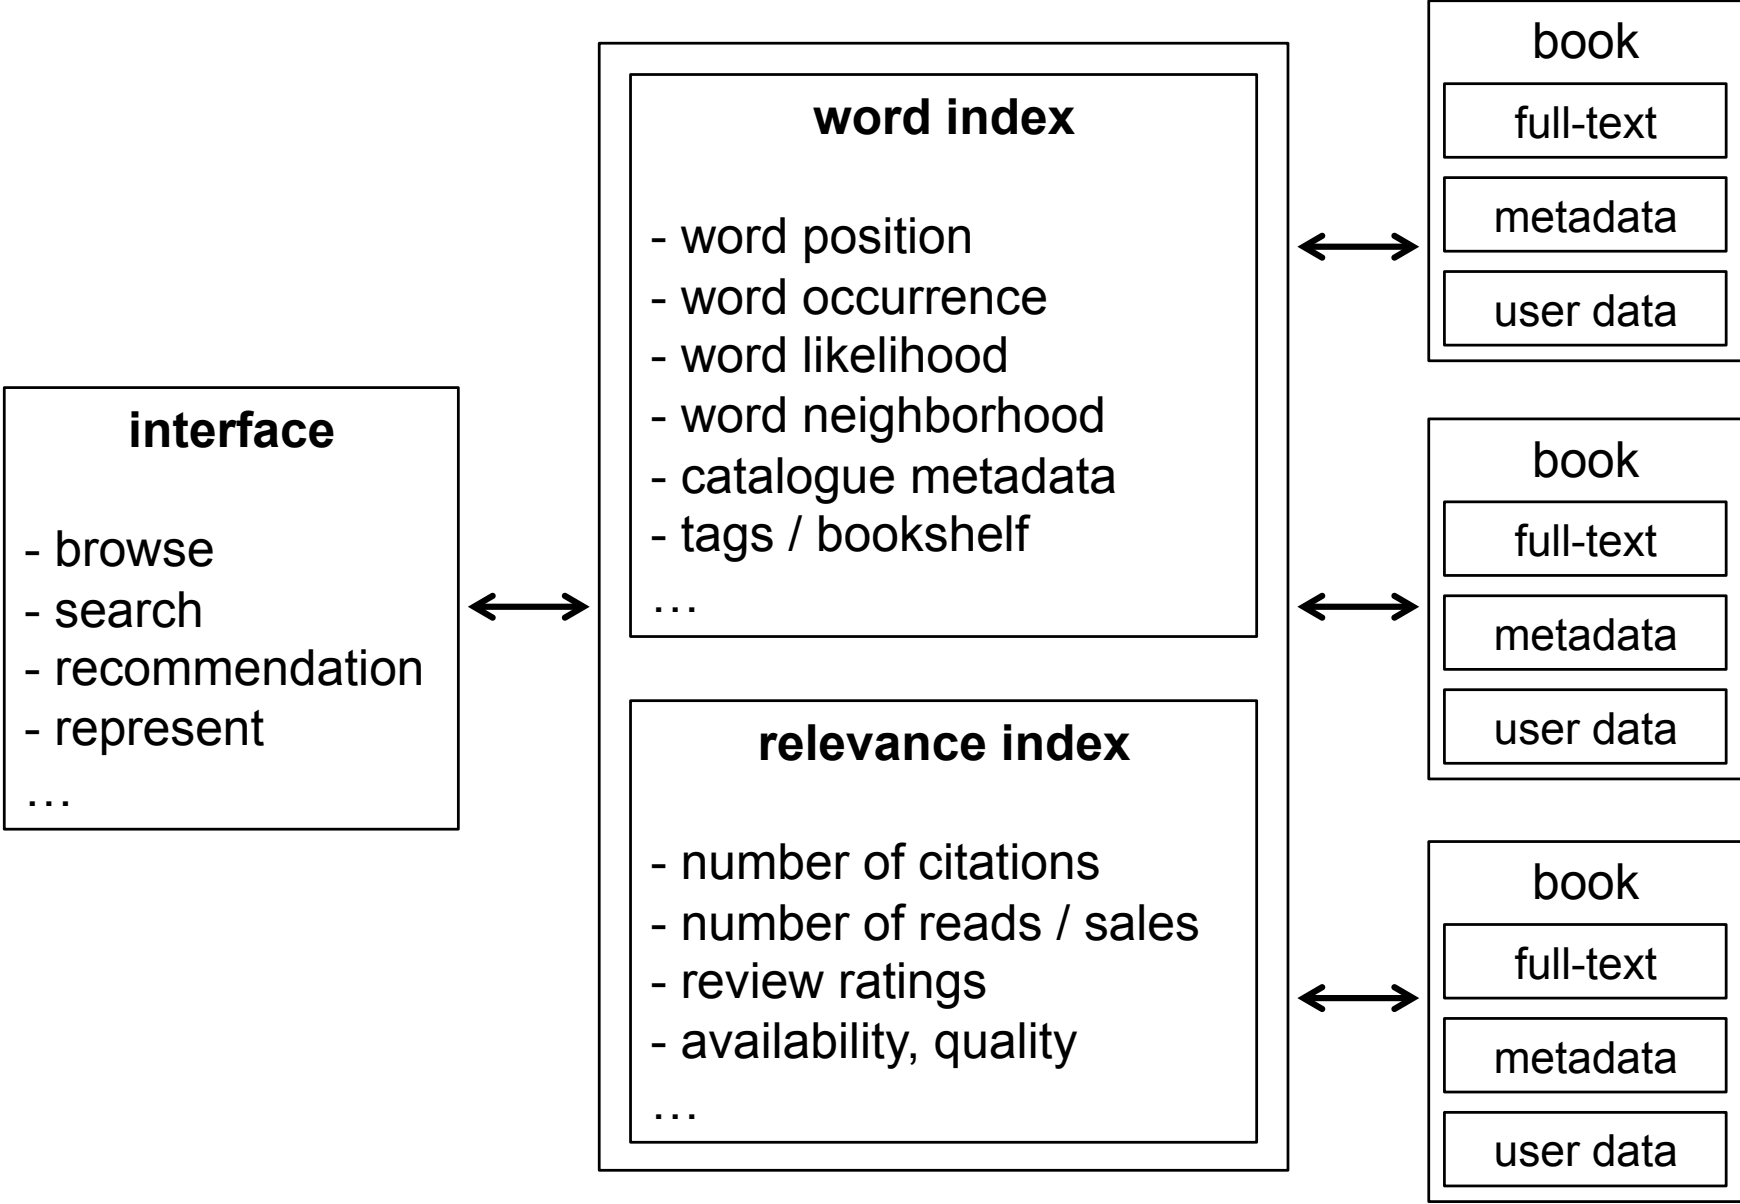 interface
- browse
- search
- recommendation
- represent
…
word index
- word position
- word occurrence
- word likelihood
- word neighborhood
- catalogue metadata
- tags / bookshelf
…
relevance index
- number of citations
- number of reads / sales
- review ratings
- availability, quality
…
book
full-text
metadata
user data
book
full-text
metadata
user data
book
full-text
metadata
user data